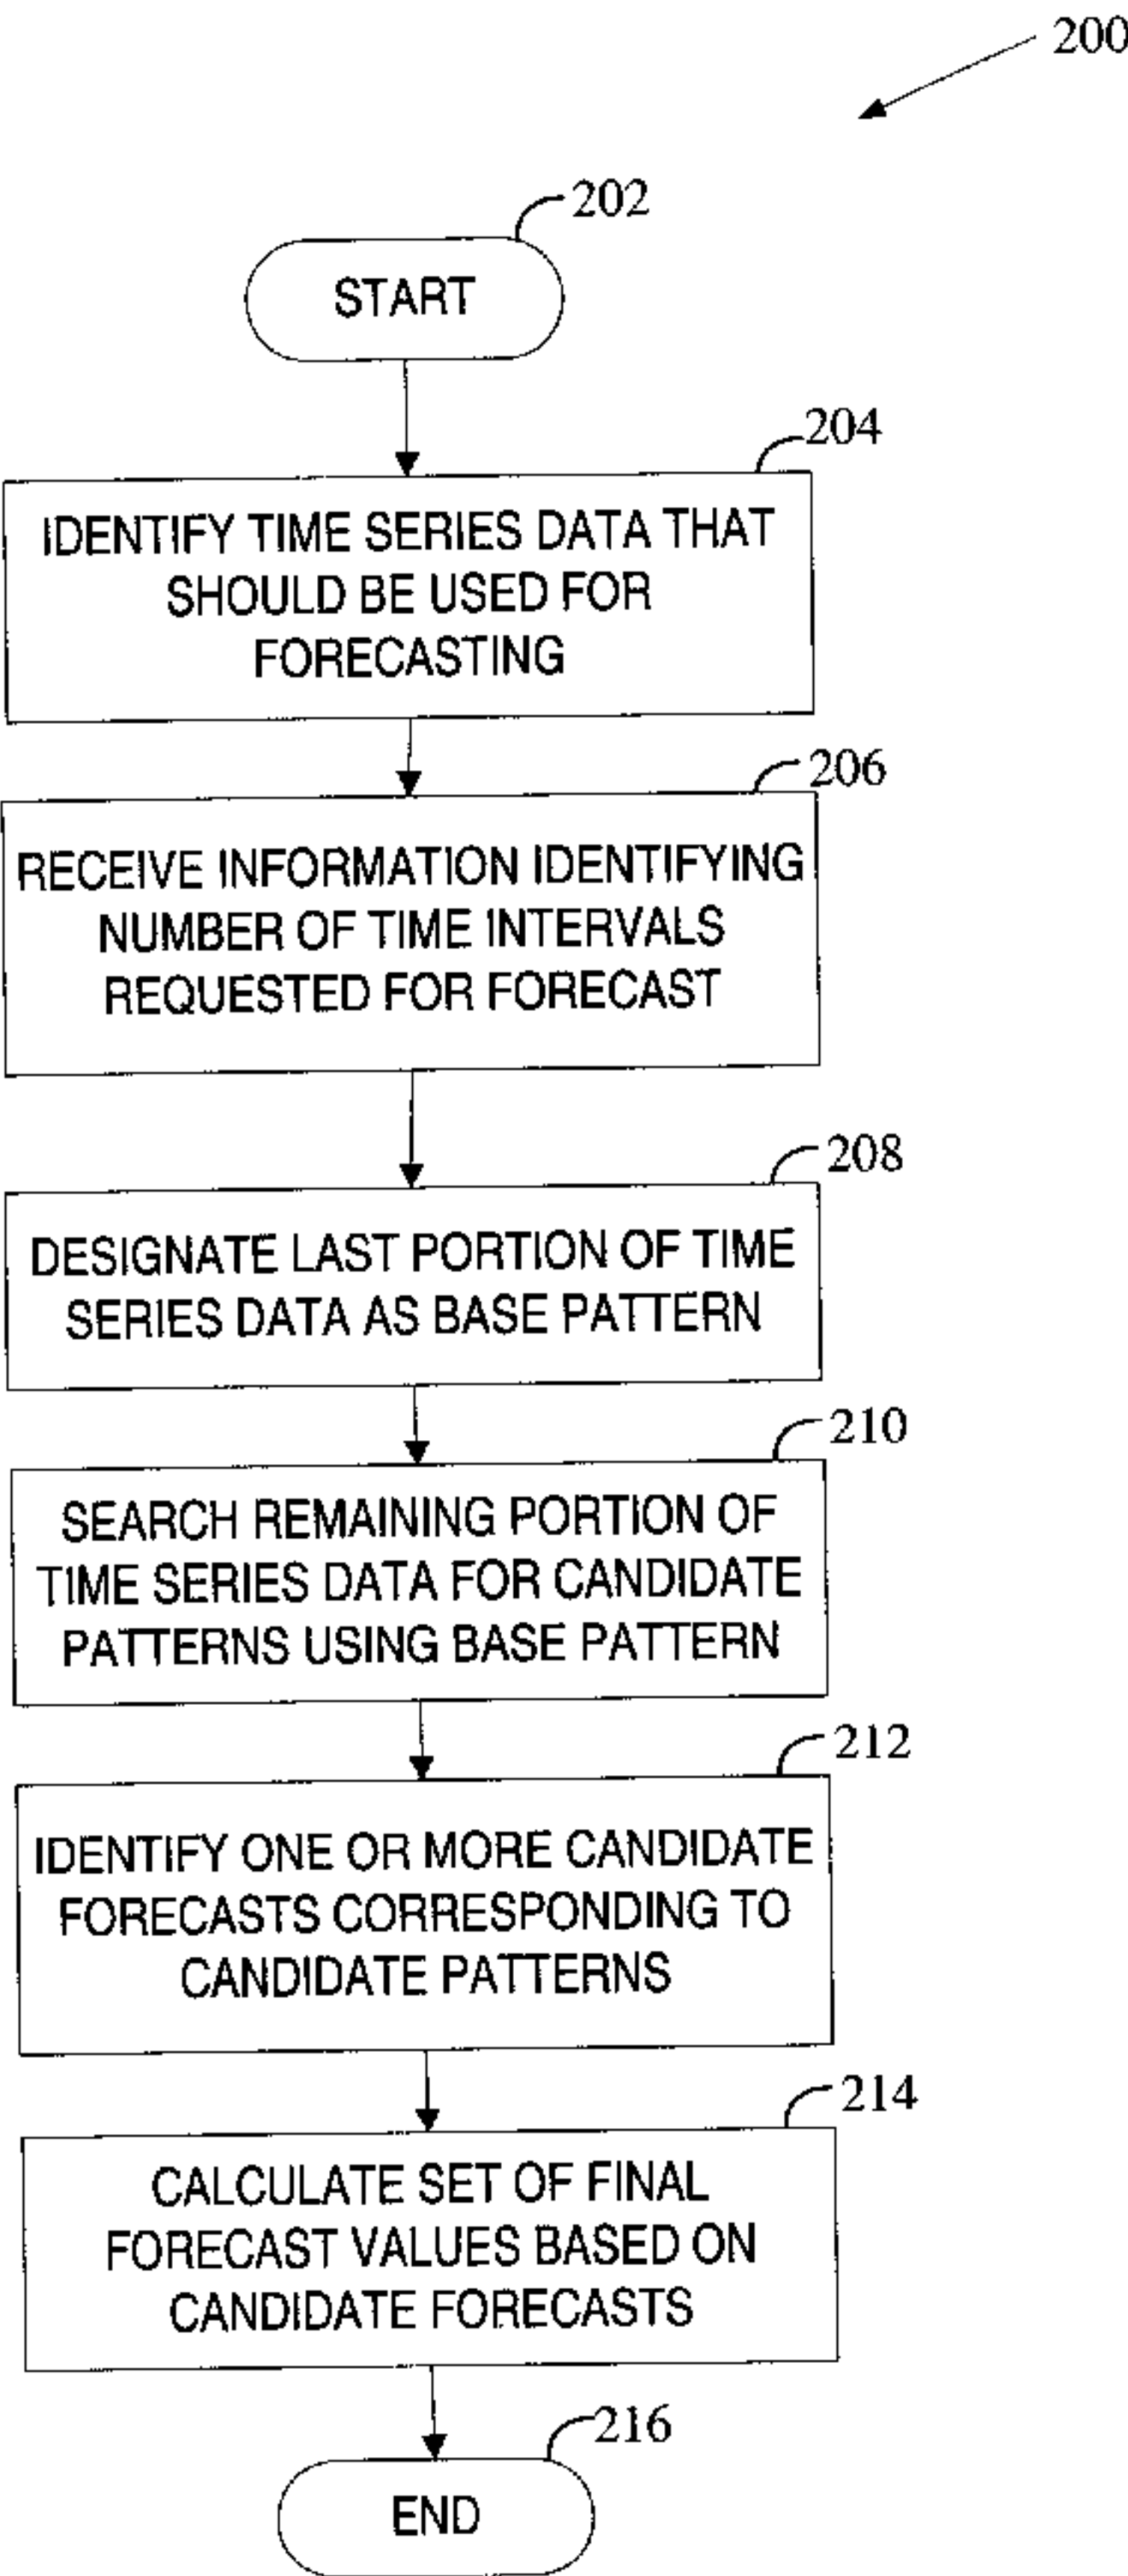 200
202
START
204
IDENTIFY TIME SERIES DATA THAT
SHOULD BE USED FOR
FORECASTING
206
RECEIVE INFORMATION IDENTIFYING
NUMBER OF TIME INTERVALS
REQUESTED FOR FORECAST
208
DESIGNATE LAST PORTION OF TIME
SERIES DATA AS BASE PATTERN
210
SEARCH REMAINING PORTION OF
TIME SERIES DATA FOR CANDIDATE
PATTERNS USING BASE PATTERN
212
IDENTIFY ONE OR MORE CANDIDATE
FORECASTS CORRESPONDING TO
CANDIDATE PATTERNS
214
CALCULATE SET OF FINAL
FORECAST VALUES BASED ON
CANDIDATE FORECASTS
216
END